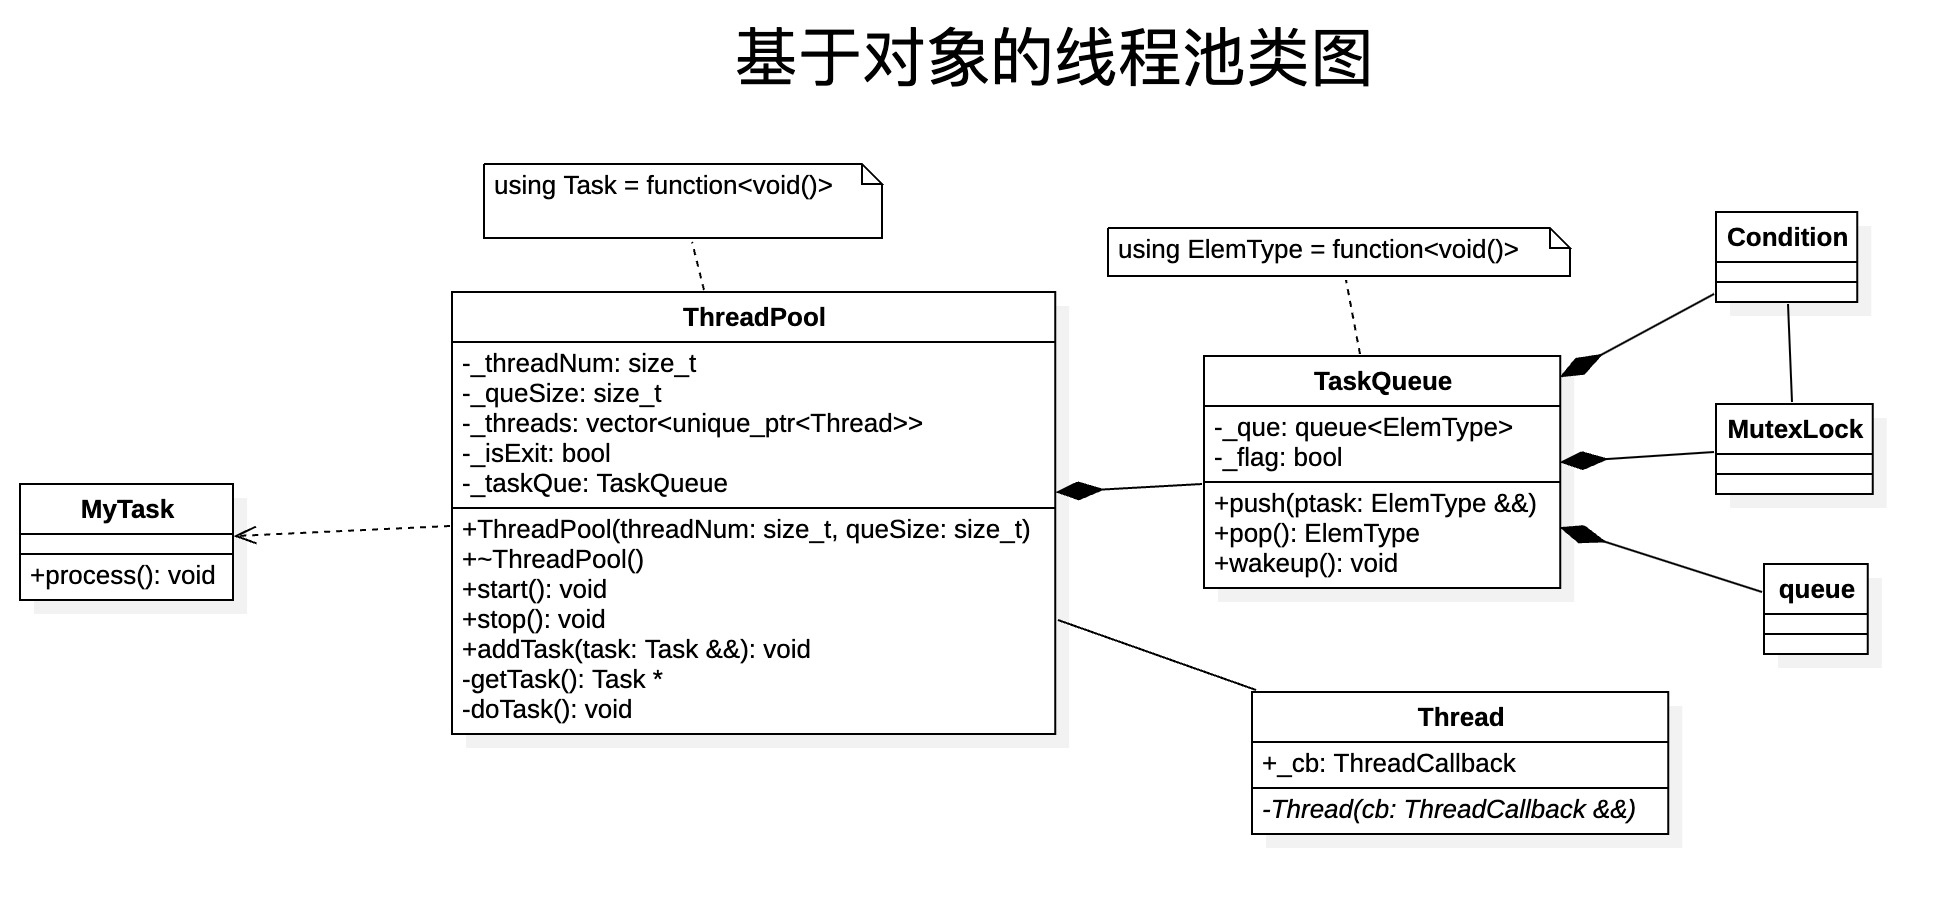 基于对象的线程池类图
using Task = function<void()>
using ElemType = function<void()>
Condition
ThreadPool
-_threadNum: size_t
-_queSize: size_t
-_threads: vector<unique_ptr<Thread>>
-_isExit: bool
-_taskQue: TaskQueue
+ThreadPool(threadNum: size_t, queSize: size_t)
+~ThreadPool()
+start(): void
+stop(): void
+addTask(task: Task &&): void
-getTask(): Task *
-doTask(): void
TaskQueue
-_que: queue<ElemType>
-_flag: bool
+push(ptask: ElemType &&)
+pop(): ElemType
+wakeup(): void
MutexLock
MyTask
+process(): void
queue
Thread
+_cb: ThreadCallback
-Thread(cb: ThreadCallback &&)